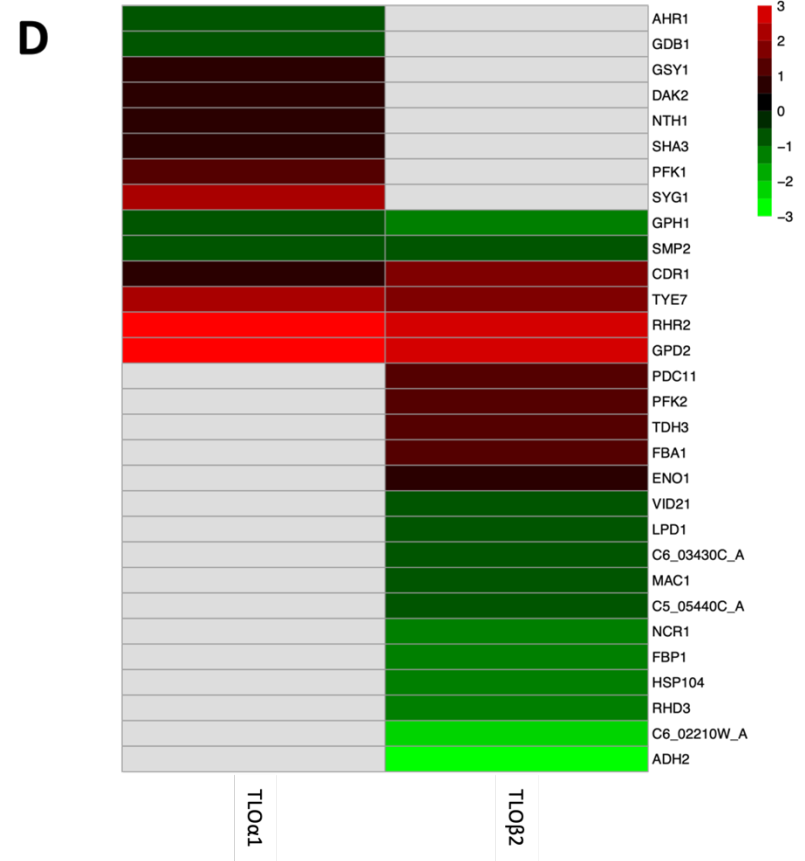 D
AHR1
GDB1
GSY1
DAK2
NTH1
SHA3
PFK1
SYG1
GPH1
SMP2
CDR1
TYE7
RHR2
GPD2
PDC11
PFK2
TDH3
FBA1
ENO1
VID21
LPD1
C6_03430C_A
MAC1
C5_05440C_A
NCR1
FBP1
HSP104
RHD3
C6_02210W_A
ADH2
3
2
1
0
−1
−2
−3
TLOα1
TLOβ2